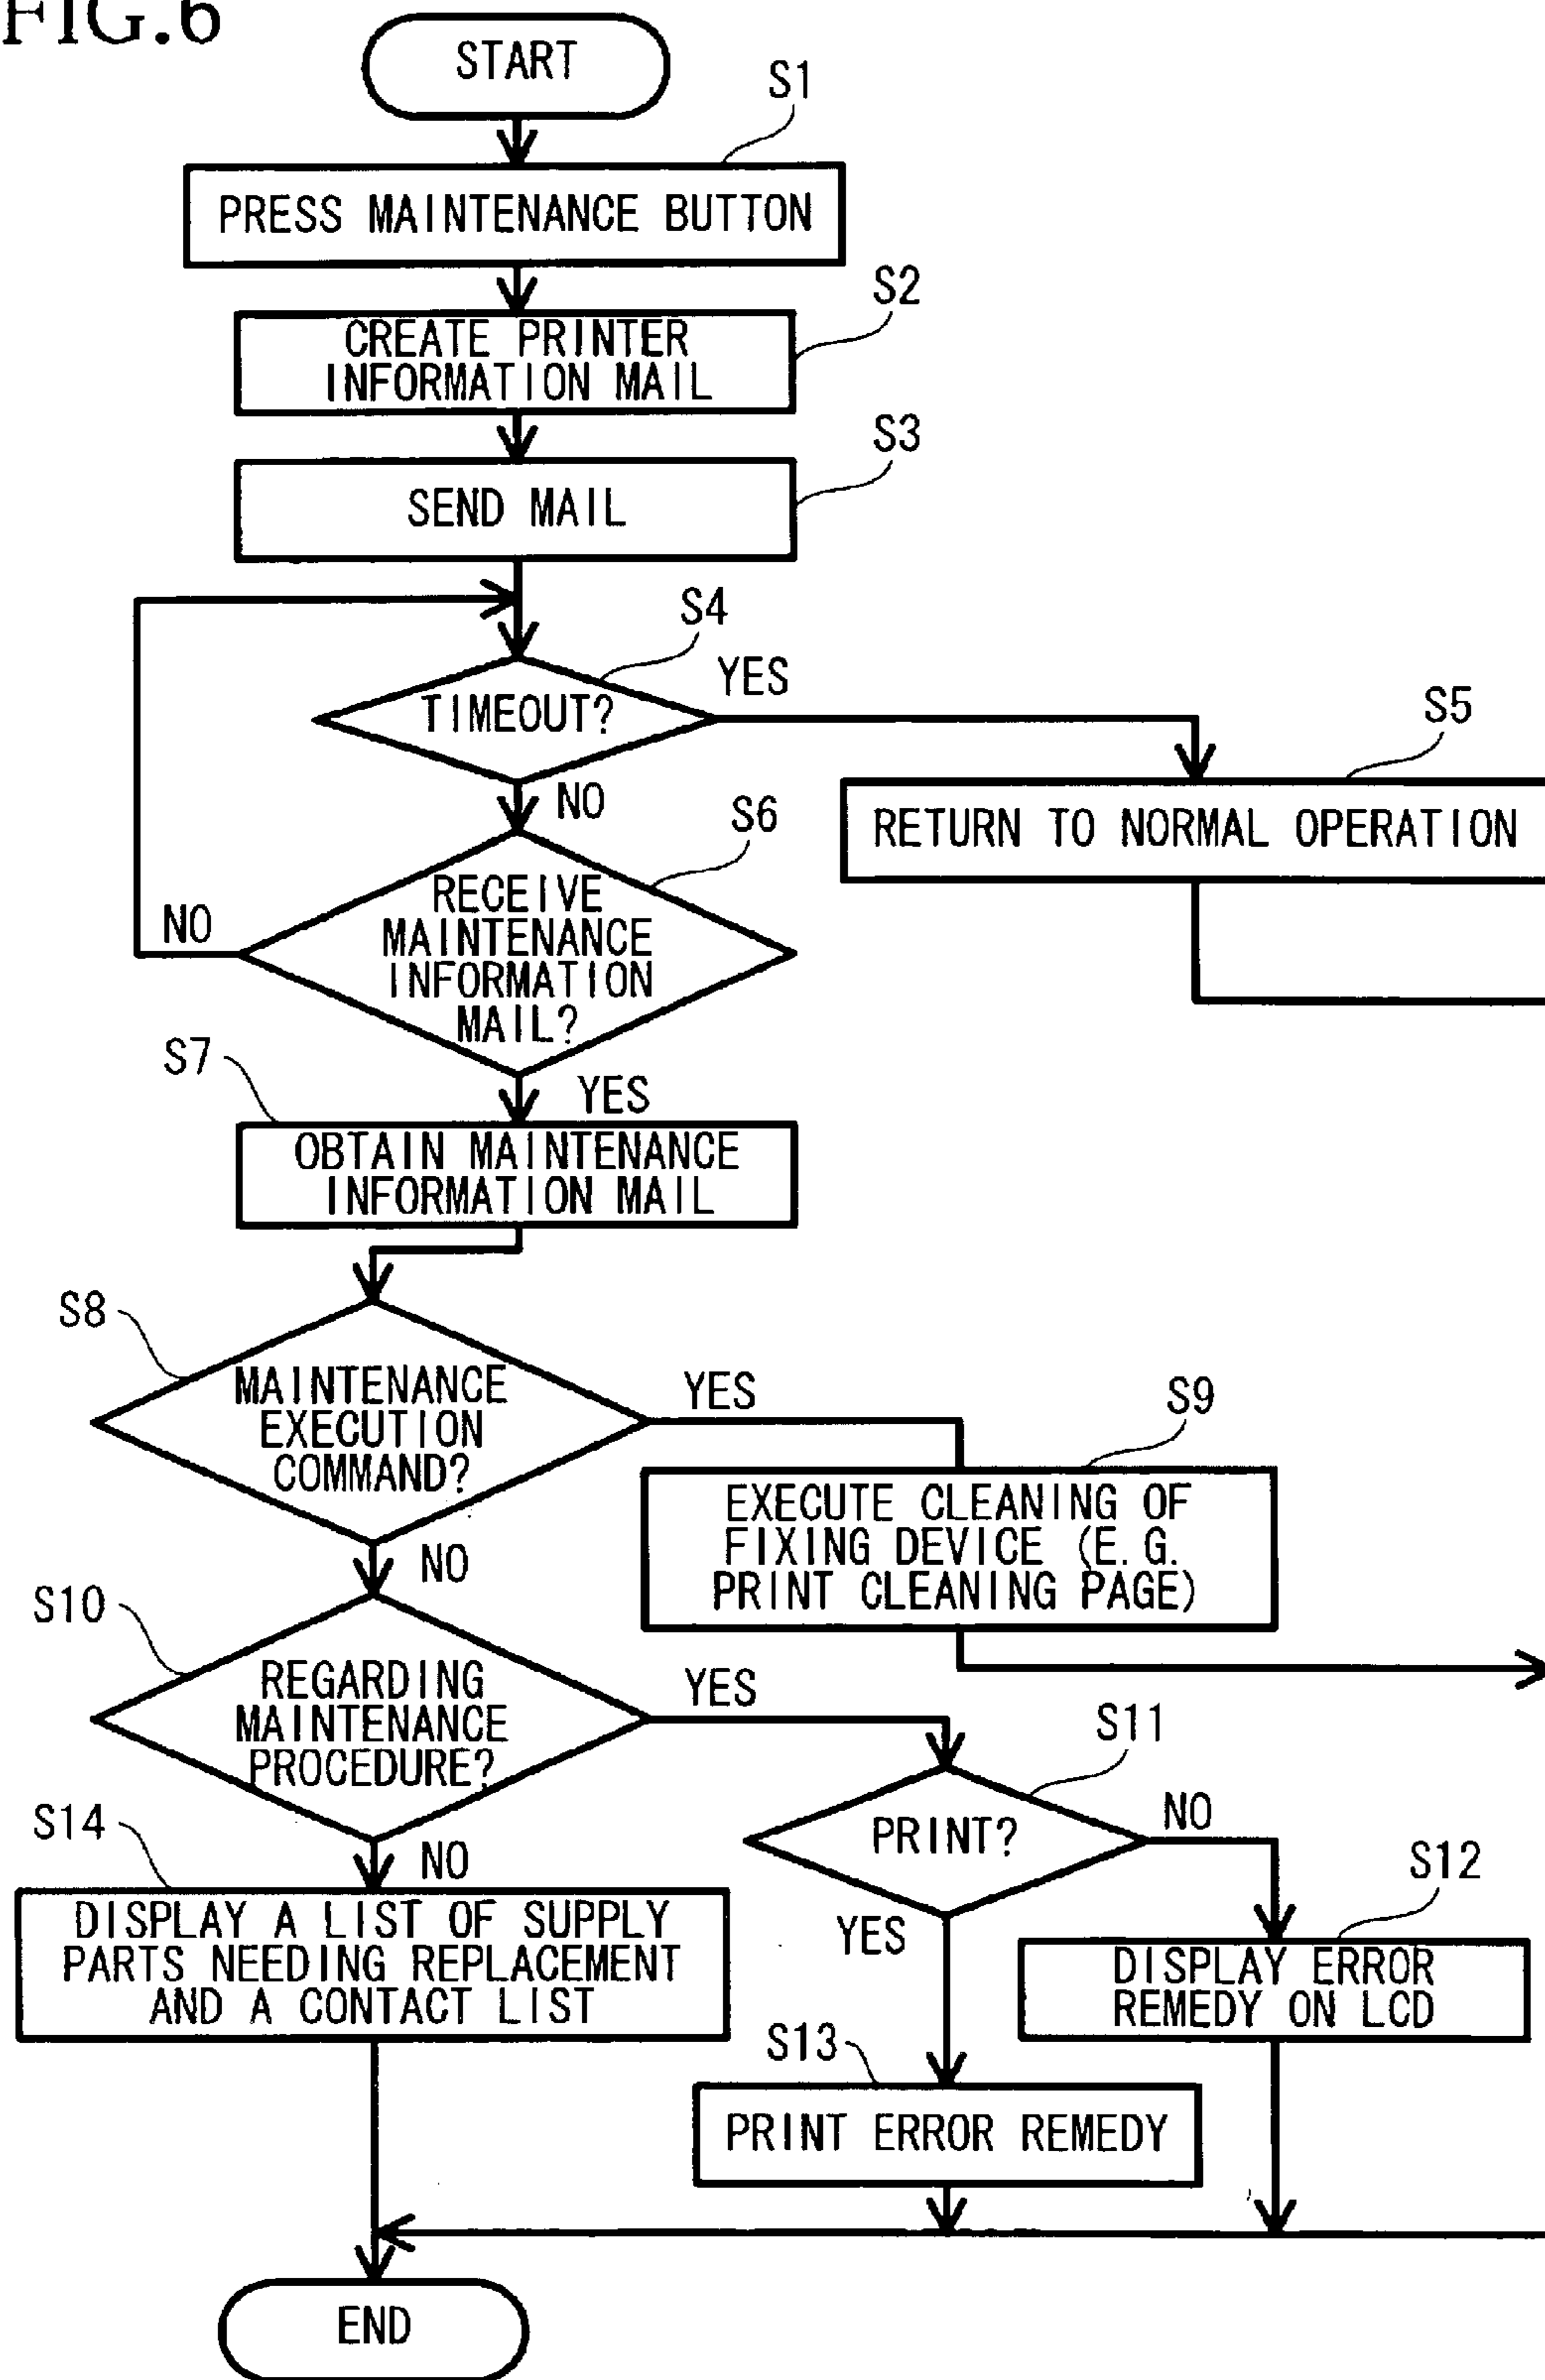 FIG.6
START
S1
PRESS MAINTENANCE BUTTON
S2
CREATE PRINTER
INFORMATION MAIL
S3
SEND MAIL
S4
TIMEOUT?
YES
NO
S5
RETURN TO NORMAL OPERATION
S6
RECEIVE
MAINTENANCE
INFORMATION
MAIL?
NO
YES
S7
OBTAIN MAINTENANCE
INFORMATION MAIL
S8
MAINTENANCE
EXECUTION
COMMAND?
YES
NO
S9
EXECUTE CLEANING OF
FIXING DEVICE (E.G.
PRINT CLEANING PAGE)
S10
REGARDING
MAINTENANCE
PROCEDURE?
YES
NO
S11
PRINT?
NO
YES
S12
DISPLAY ERROR
REMEDY ON LCD
S14
DISPLAY A LIST OF SUPPLY
PARTS NEEDING REPLACEMENT
AND A CONTACT LIST
S13
PRINT ERROR REMEDY
END